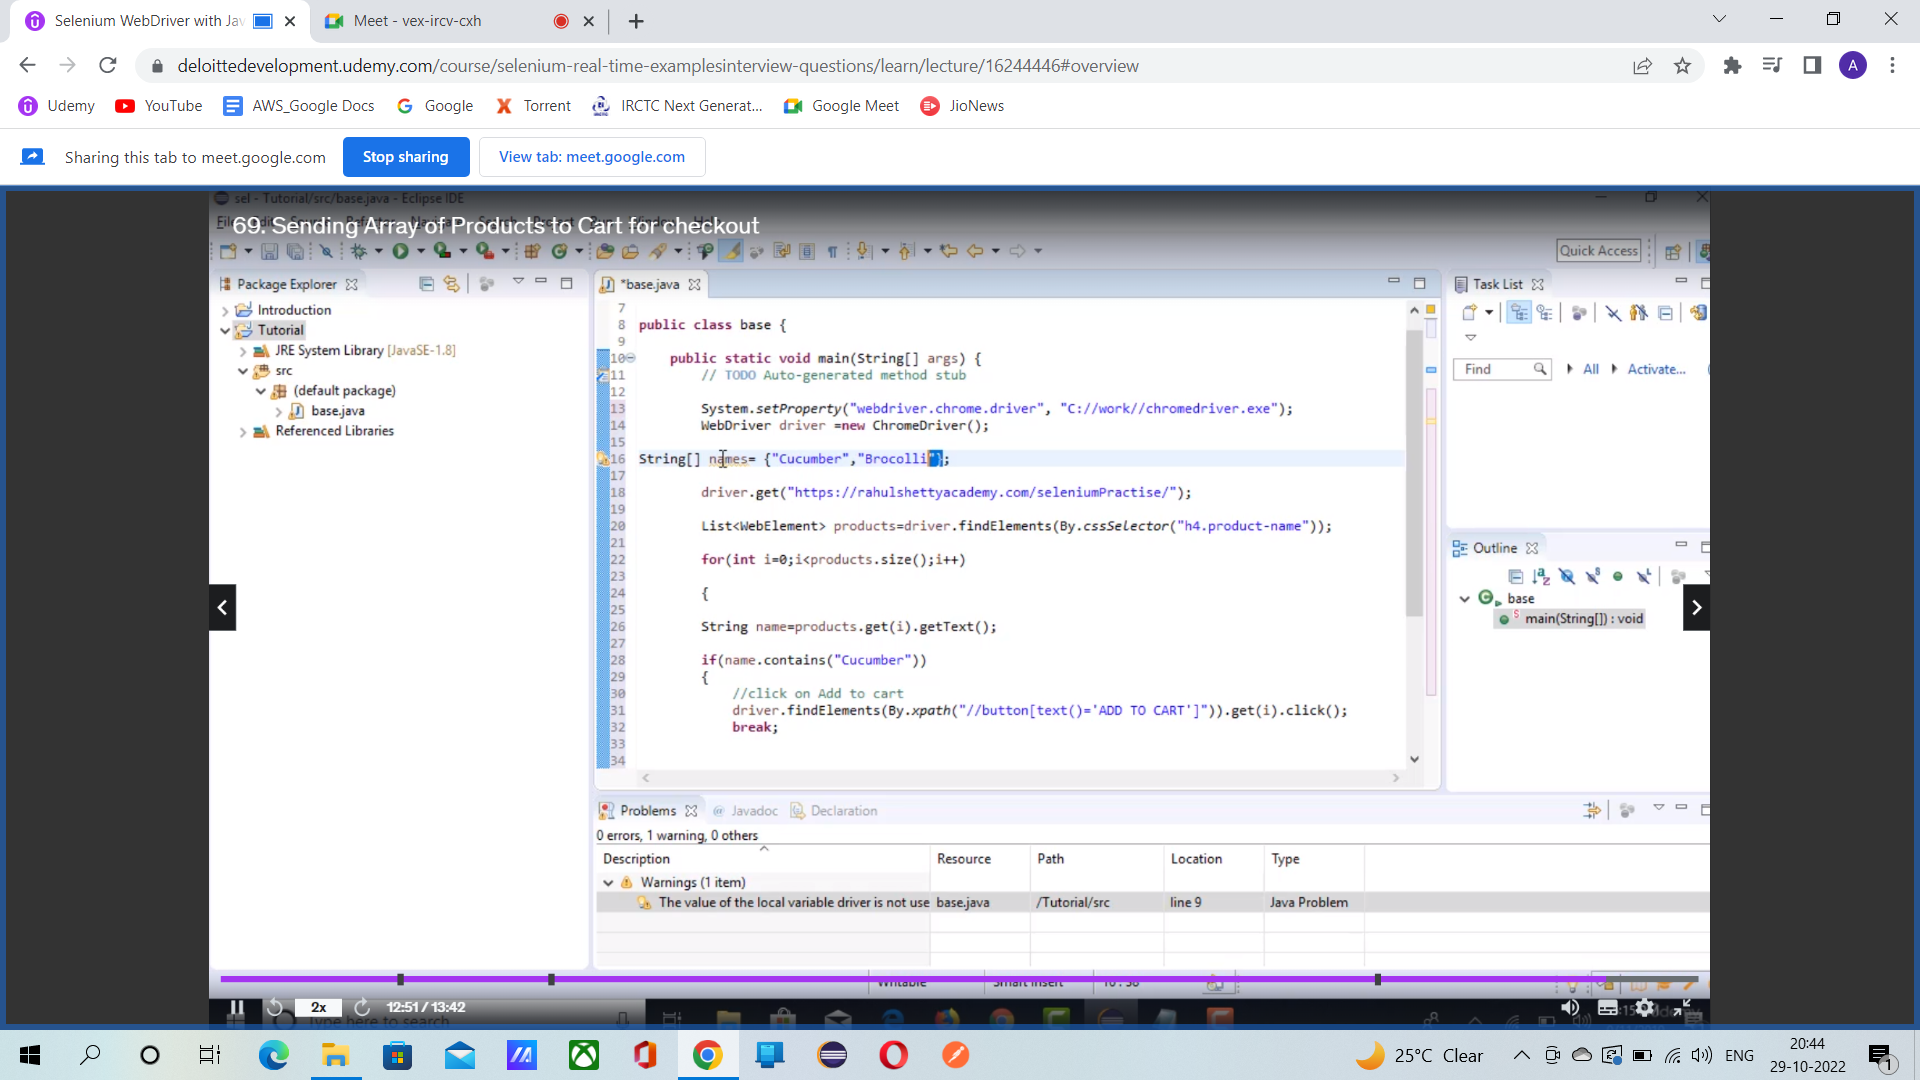 Selenium WebDriver with Jav
Meet - vex-ircv-cxh
deloittedevelopment.udemy.com/course/selenium-real-time-examplesinterview-questions/learn/lecture/16244446#overview
A
Udemy
YouTube
AWS_Google Docs
Google
Torrent
IRCTC Next Generat...
Google Meet
JioNews
Sharing this tab to meet.google.com
Stop sharing
View tab: meet.google.com
sel - Tutorial/src/base.java - Eclipse IDE
69. Sending Array of Products to Cart for checkout
Quick Access
Package Explorer
Introduction
Tutorial
JRE System Library [JavaSE-1.8]
src
(default package)
base.java
Referenced Libraries
*base.java
7
8 public class base {
9
10 public static void main(String[] args) {
11 // TODO Auto-generated method stub
12
13 System.setProperty("webdriver.chrome.driver", "C://work//chromedriver.exe");
14 WebDriver driver =new ChromeDriver();
15
16 String[] names= {"Cucumber","Brocolli"};
17
18 driver.get("https://rahulshettyacademy.com/seleniumPractise/");
19
20 List<WebElement> products=driver.findElements(By.cssSelector("h4.product-name"));
21
22 for(int i=0;i<products.size();i++)
23
24 {
25
26 String name=products.get(i).getText();
27
28 if(name.contains("Cucumber"))
29 {
30 //click on Add to cart
31 driver.findElements(By.xpath("//button[text()='ADD TO CART']")).get(i).click();
32 break;
33
34
Task List
Find
All
Activate...
Outline
base
main(String[]) : void
Problems
Javadoc
Declaration
0 errors, 1 warning, 0 others
Description Resource Path Location Type
Warnings (1 item)
The value of the local variable driver is not use base.java /Tutorial/src line 9 Java Problem
Writable
Smart Insert
2x
12:51 / 13:42
Type here to search
25°C Clear
ENG
20:44
29-10-2022
1